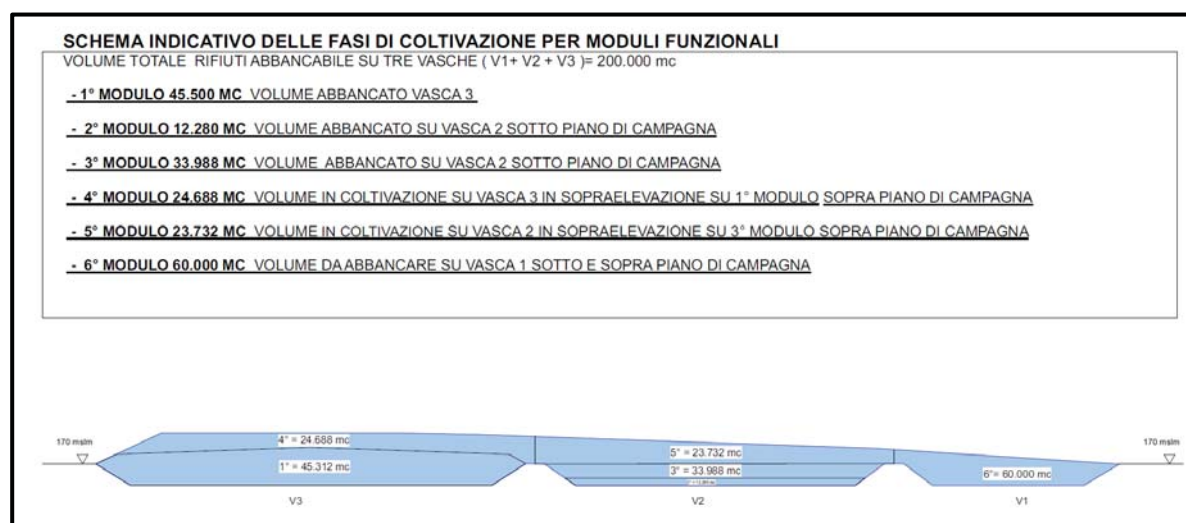 SCHEMA INDICATIVO DELLE FASI DI COLTIVAZIONE PER MODULI FUNZIONALI
VOLUME TOTALE RIFIUTI ABBANCABILE SU TRE VASCHE ( V1+ V2 + V3 )= 200.000 mc
- 1° MODULO 45.500 MC VOLUME ABBANCATO VASCA 3
- 2° MODULO 12.280 MC VOLUME ABBANCATO SU VASCA 2 SOTTO PIANO DI CAMPAGNA
- 3° MODULO 33.988 MC VOLUME ABBANCATO SU VASCA 2 SOTTO PIANO DI CAMPAGNA
- 4° MODULO 24.688 MC VOLUME IN COLTIVAZIONE SU VASCA 3 IN SOPRAELEVAZIONE SU 1° MODULO SOPRA PIANO DI CAMPAGNA
- 5° MODULO 23.732 MC VOLUME IN COLTIVAZIONE SU VASCA 2 IN SOPRAELEVAZIONE SU 3° MODULO SOPRA PIANO DI CAMPAGNA
- 6° MODULO 60.000 MC VOLUME DA ABBANCARE SU VASCA 1 SOTTO E SOPRA PIANO DI CAMPAGNA
170 mslm
4° = 24.688 mc
170 mslm
5° = 23.732 mc
1° = 45.312 mc
3° = 33.988 mc
6°= 60.000 mc
V3
V2
V1